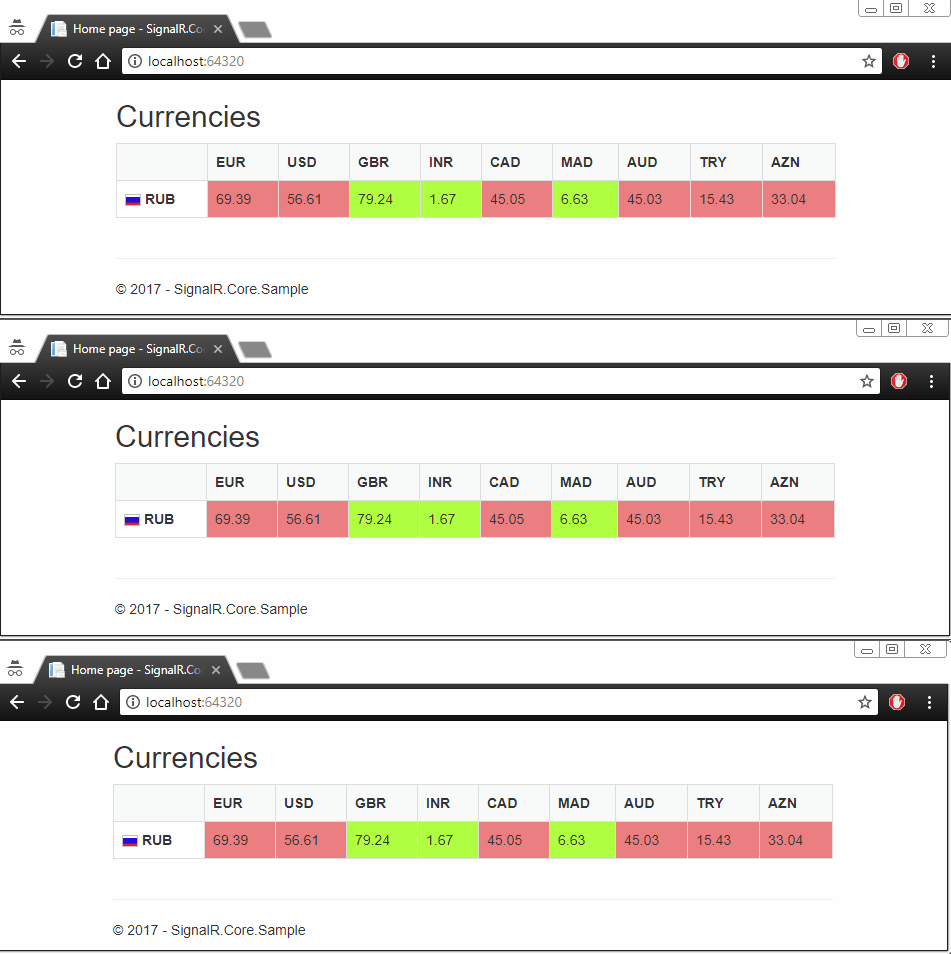 Home page - SignalR.Co
localhost:64320
Currencies
EUR USD GBR INR CAD MAD AUD TRY AZN
RUB 69.39 56.61 79.24 1.67 45.05 6.63 45.03 15.43 33.04
© 2017 - SignalR.Core.Sample
Home page - SignalR.Co
localhost:64320
Currencies
EUR USD GBR INR CAD MAD AUD TRY AZN
RUB 69.39 56.61 79.24 1.67 45.05 6.63 45.03 15.43 33.04
© 2017 - SignalR.Core.Sample
Home page - SignalR.Co
localhost:64320
Currencies
EUR USD GBR INR CAD MAD AUD TRY AZN
RUB 69.39 56.61 79.24 1.67 45.05 6.63 45.03 15.43 33.04
© 2017 - SignalR.Core.Sample